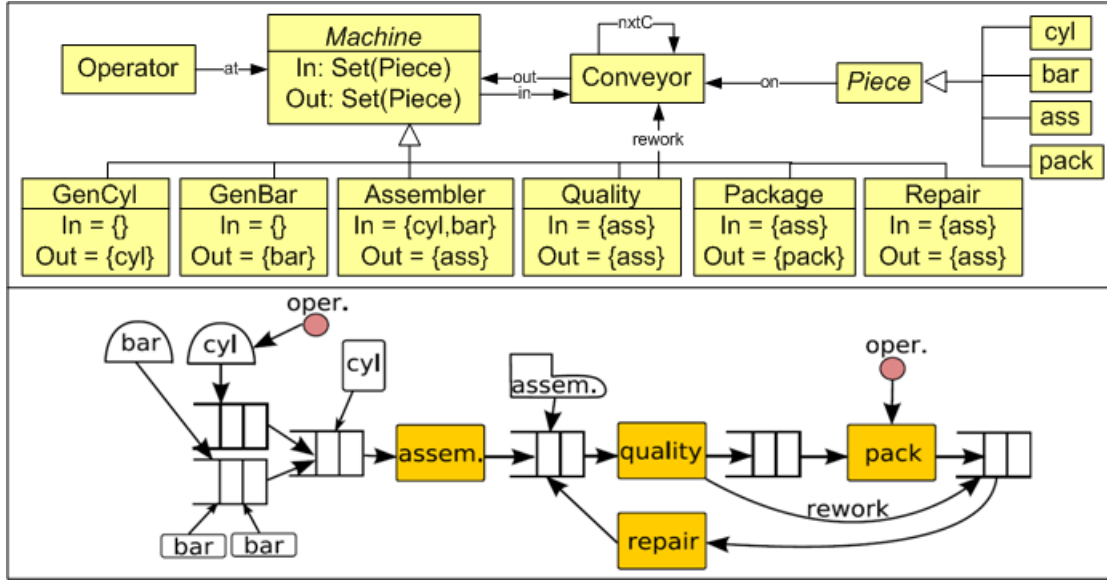 Machine
nxtC
cyl
Operator
at
In: Set(Piece)
Out: Set(Piece)
out
in
Conveyor
on
Piece
bar
ass
pack
rework
GenCyl
In = {}
Out = {cyl}
GenBar
In = {}
Out = {bar}
Assembler
In = {cyl,bar}
Out = {ass}
Quality
In = {ass}
Out = {ass}
Package
In = {ass}
Out = {pack}
Repair
In = {ass}
Out = {ass}
oper.
bar
cyl
cyl
oper.
assem.
assem.
quality
pack
rework
repair
bar
bar